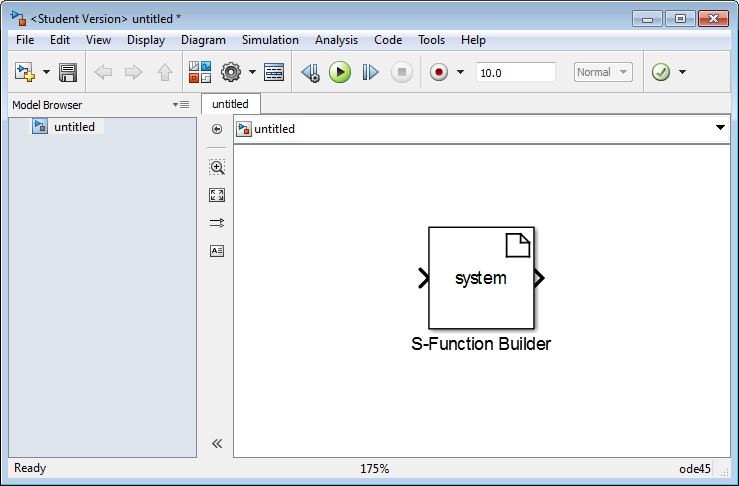 <Student Version> untitled *
File Edit View Display Diagram Simulation Analysis Code Tools Help
10.0 Normal
Model Browser
untitled
untitled
untitled
system
S-Function Builder
Ready 175% ode45